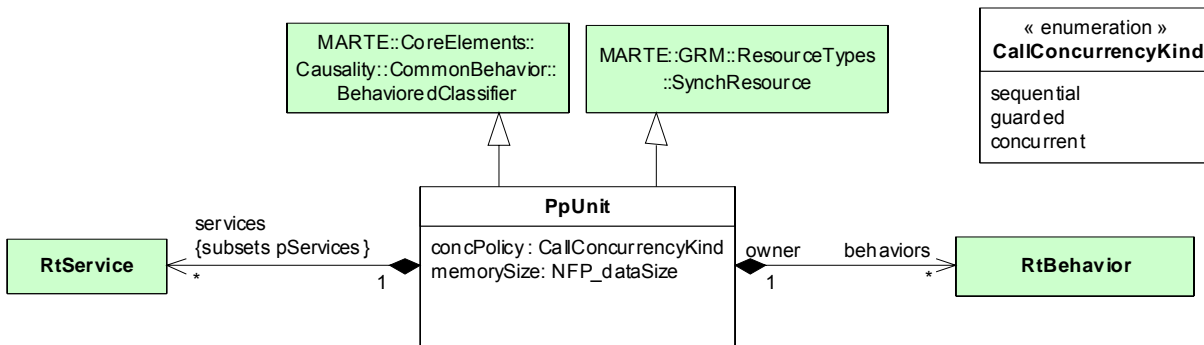 MARTE::CoreElements::
Causality::CommonBehavior::
BehavioredClassifier
MARTE::GRM::ResourceTypes
::SynchResource
« enumeration »
CallConcurrencyKind
sequential
guarded
concurrent
PpUnit
concPolicy : CallConcurrencyKind
memorySize: NFP_dataSize
services
{subsets pServices}
RtService
*
1
owner
behaviors
1
*
RtBehavior